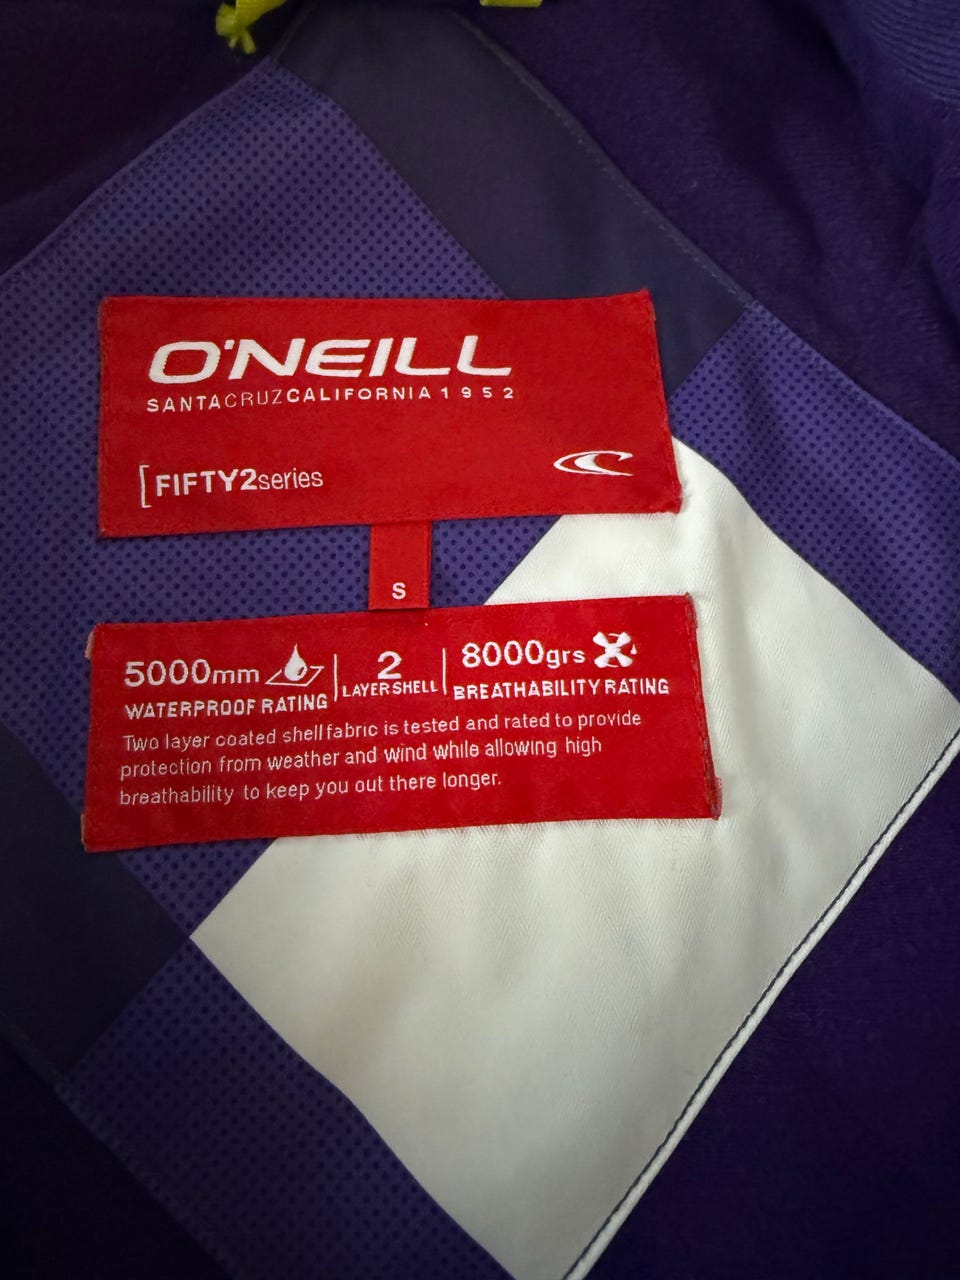 O'NEILL
SANTACRUZCALIFORNIA1952
[FIFTY2series
S
5000mm | 2 | 8000grs
WATERPROOF RATING LAYERSHELL BREATHABILITY RATING
Two layer coated shell fabric is tested and rated to provide
protection from weather and wind while allowing high
breathability to keep you out there longer.